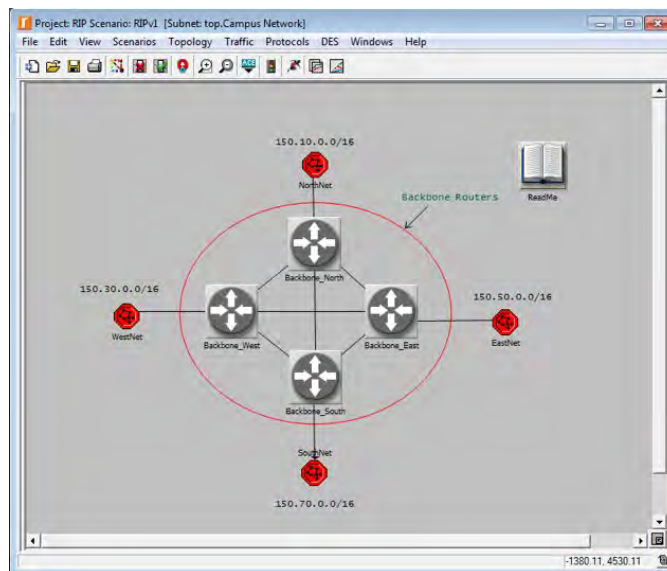 Project: RIP Scenario: RIPv1 [Subnet: top.Campus Network]
File Edit View Scenarios Topology Traffic Protocols DES Windows Help
ACE
150.10.0.0/16
NorthNet
ReadMe
Backbone Routers
Backbone_North
150.30.0.0/16
150.50.0.0/16
WestNet
Backbone_West
Backbone_East
EastNet
Backbone_South
SouthNet
150.70.0.0/16
-1380.11, 4530.11